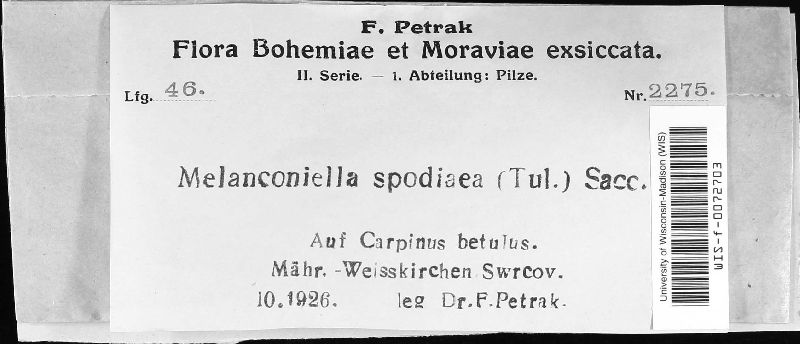 F. Petrak
Flora Bohemiae et Moraviae exsiccata.
II. Serie. — 1. Abteilung: Pilze.
Lfg. 46. Nr. 2275.
Melanconiella spodiaea (Tul.) Sacc.
Auf Carpinus betulus.
Mähr.-Weisskirchen Swrcov.
10.1926. leg Dr.F.Petrak.
University of Wisconsin-Madison (WIS)
WIS-f-0072703